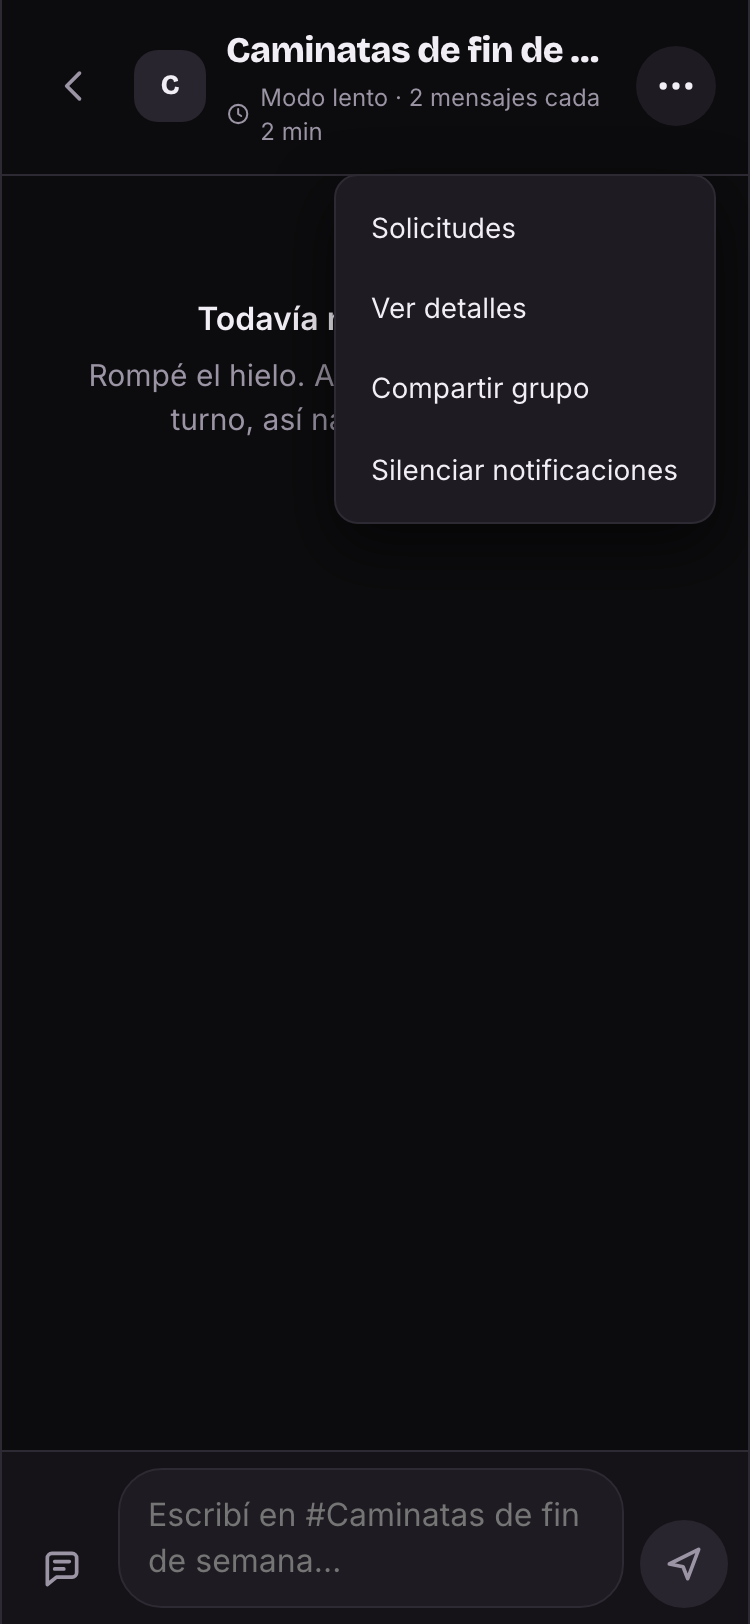 C
Caminatas de fin de ...
Modo lento · 2 mensajes cada
2 min
Solicitudes
Ver detalles
Compartir grupo
Silenciar notificaciones
Todavía
Rompé el hielo. A
turno, así
Escribí en #Caminatas de fin
de semana...